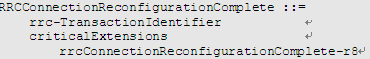 RRCConnectionReconfigurationComplete ::=
rrc-TransactionIdentifier ↵
criticalExtensions ↵
rrcConnectionReconfigurationComplete-r8